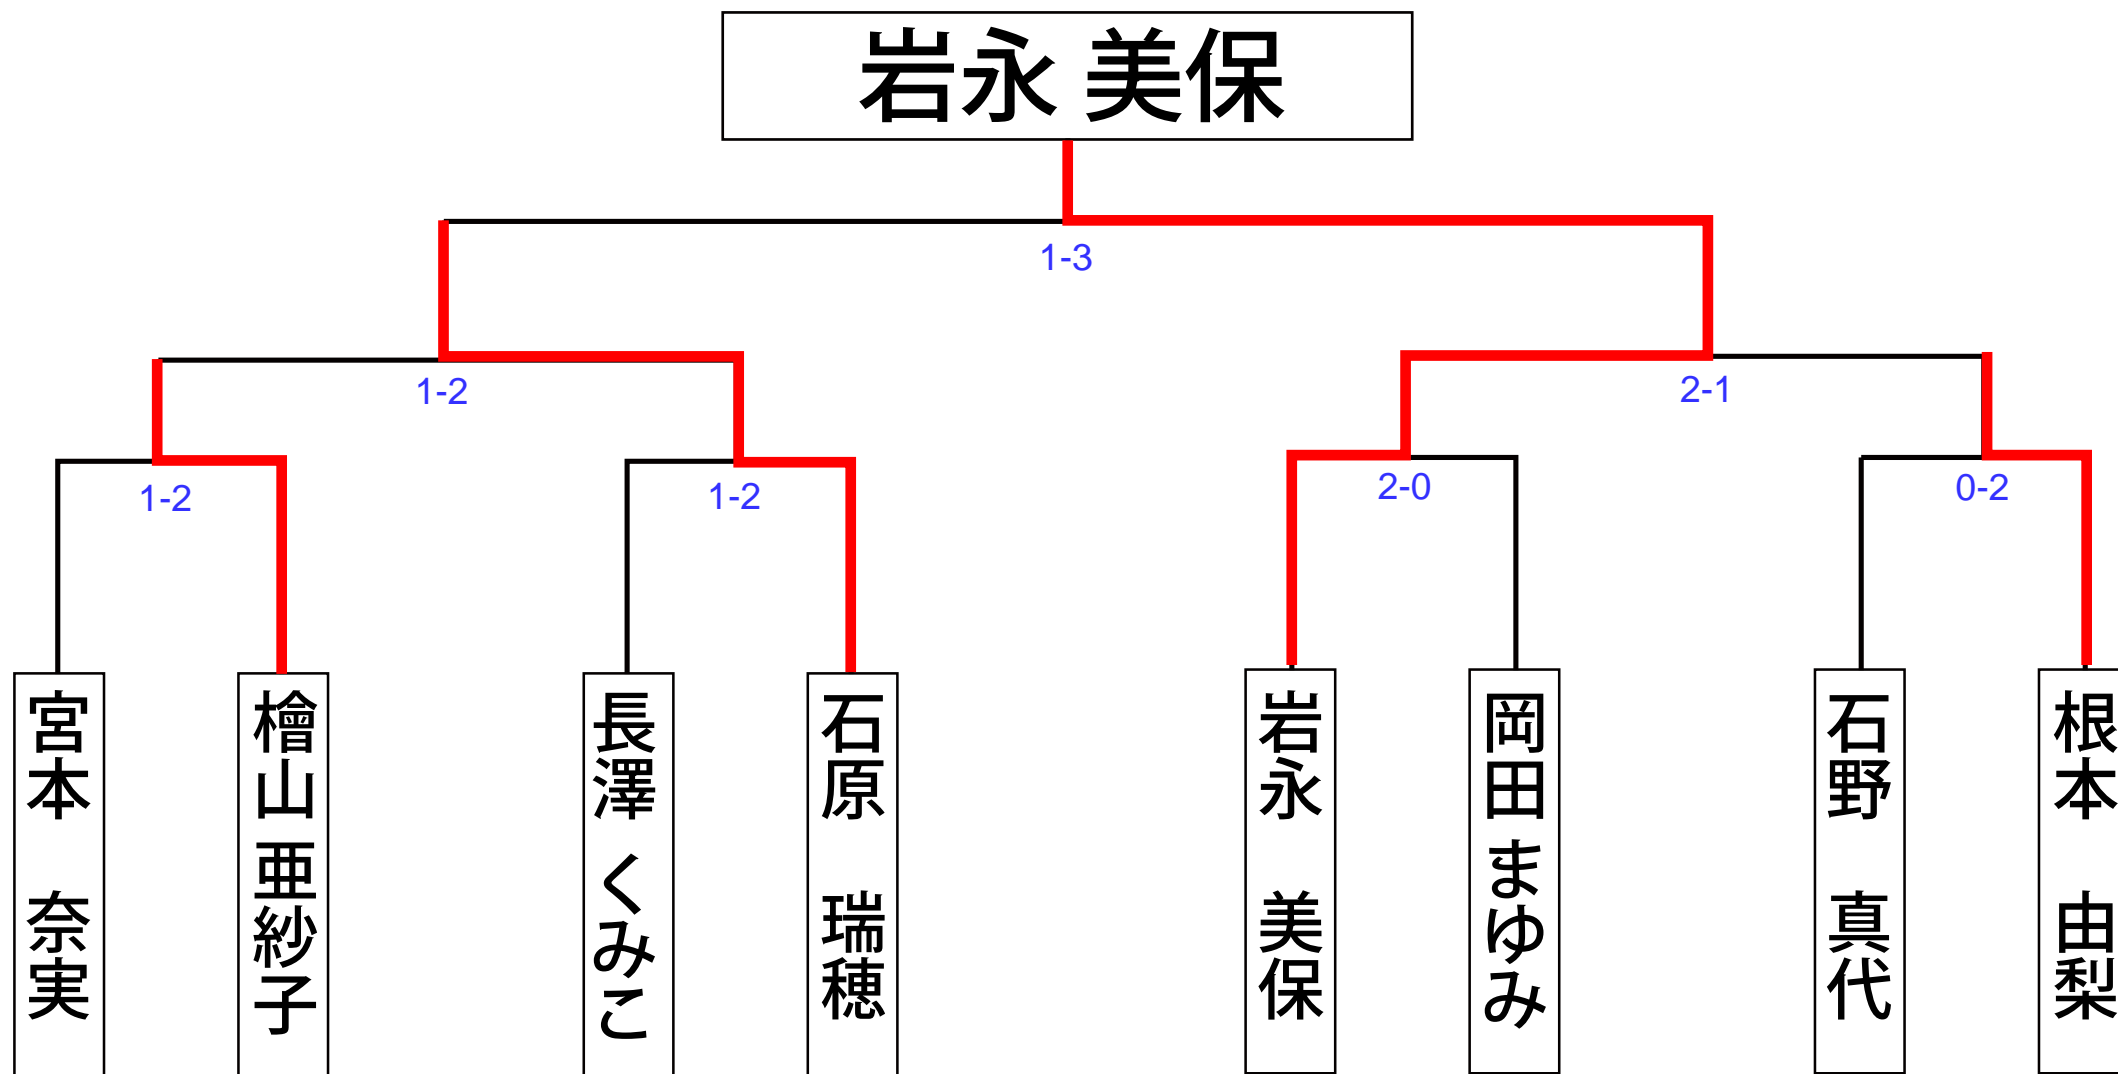 岩永 美保
1-3
1-2
2-1
1-2
1-2
2-0
0-2
宮本　奈実
檜山 亜紗子
長澤 くみこ
石原　瑞穂
岩永　美保
岡田 まゆみ
石野　真代
根本　由梨